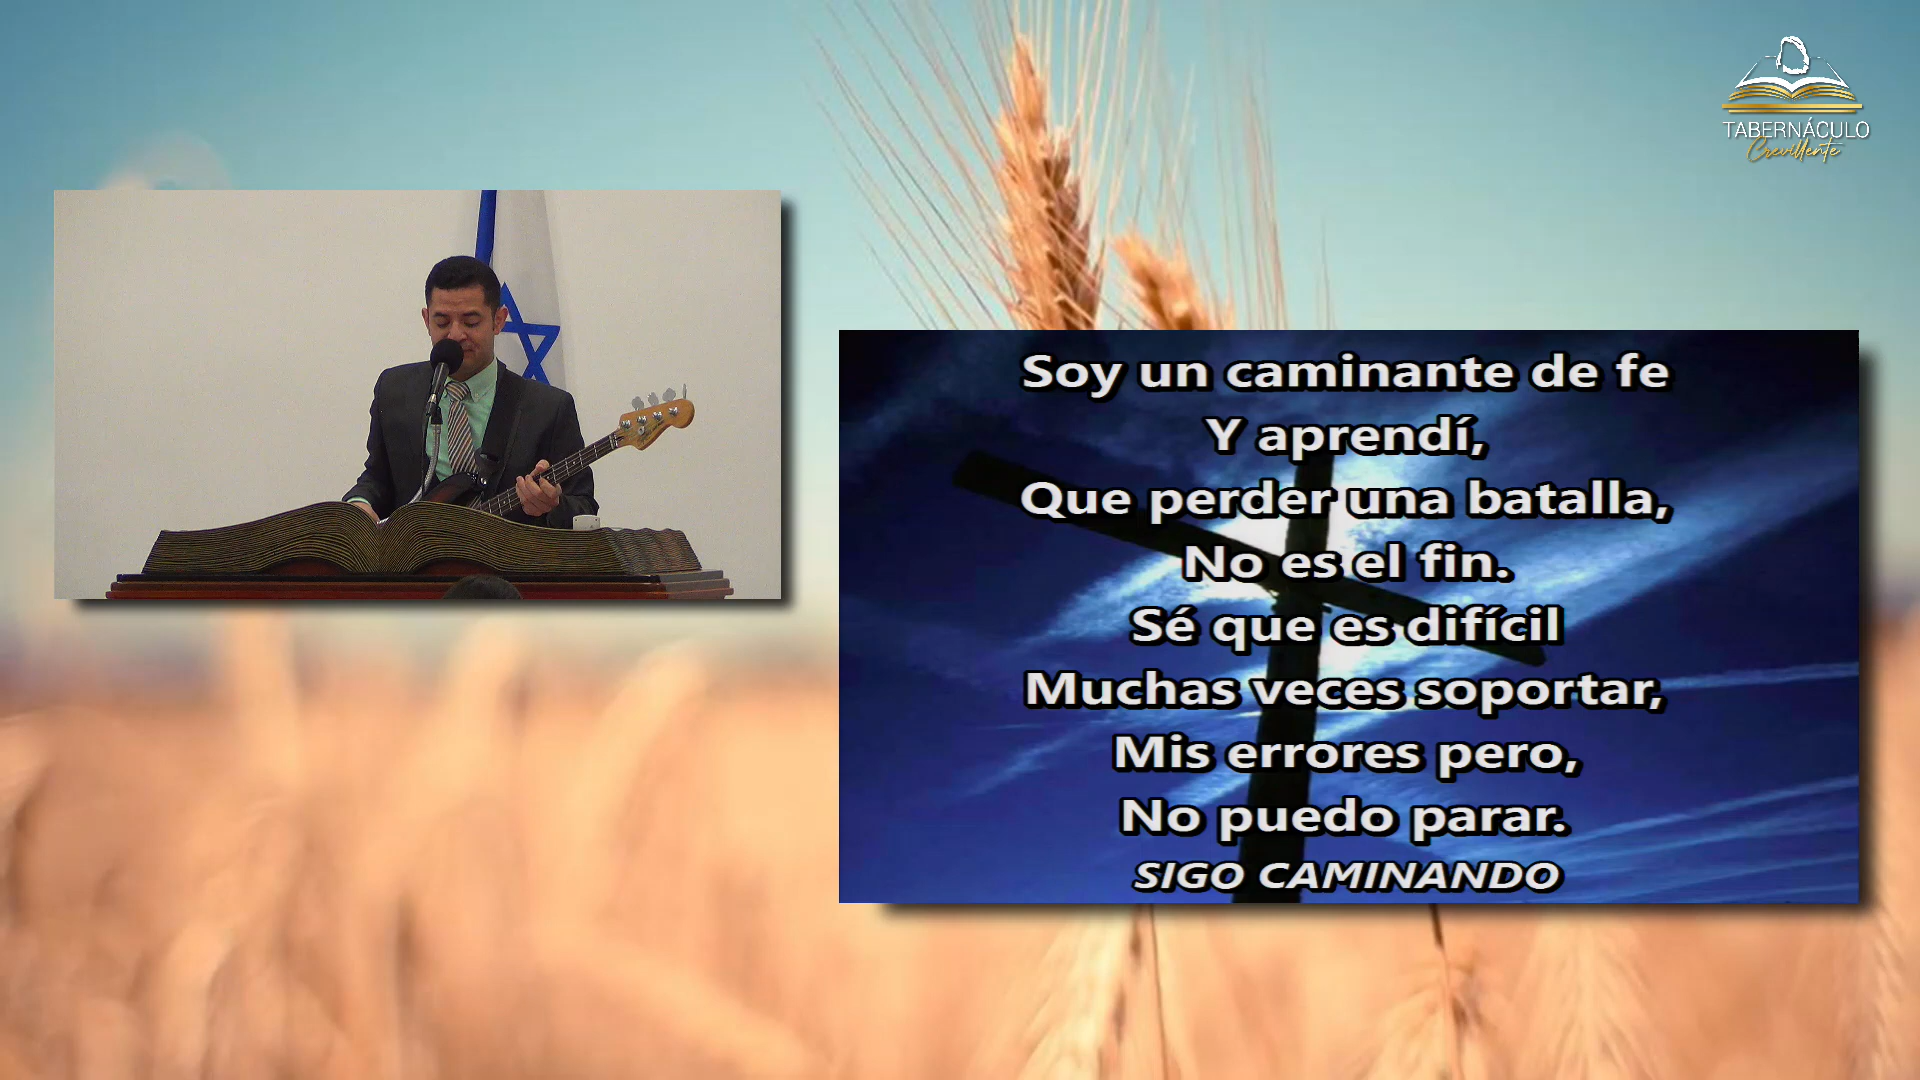 TABERNÁCULO
Crevillente
Soy un caminante de fe
Y aprendí,
Que perder una batalla,
No es el fin.
Sé que es difícil
Muchas veces soportar,
Mis errores pero,
No puedo parar.
SIGO CAMINANDO